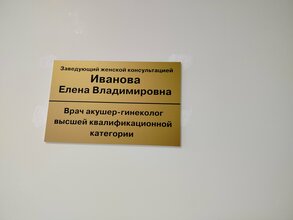 Заведующий женской консультацией
Иванова
Елена Владимировна
Врач акушер-гинеколог
высшей квалификационной
категории